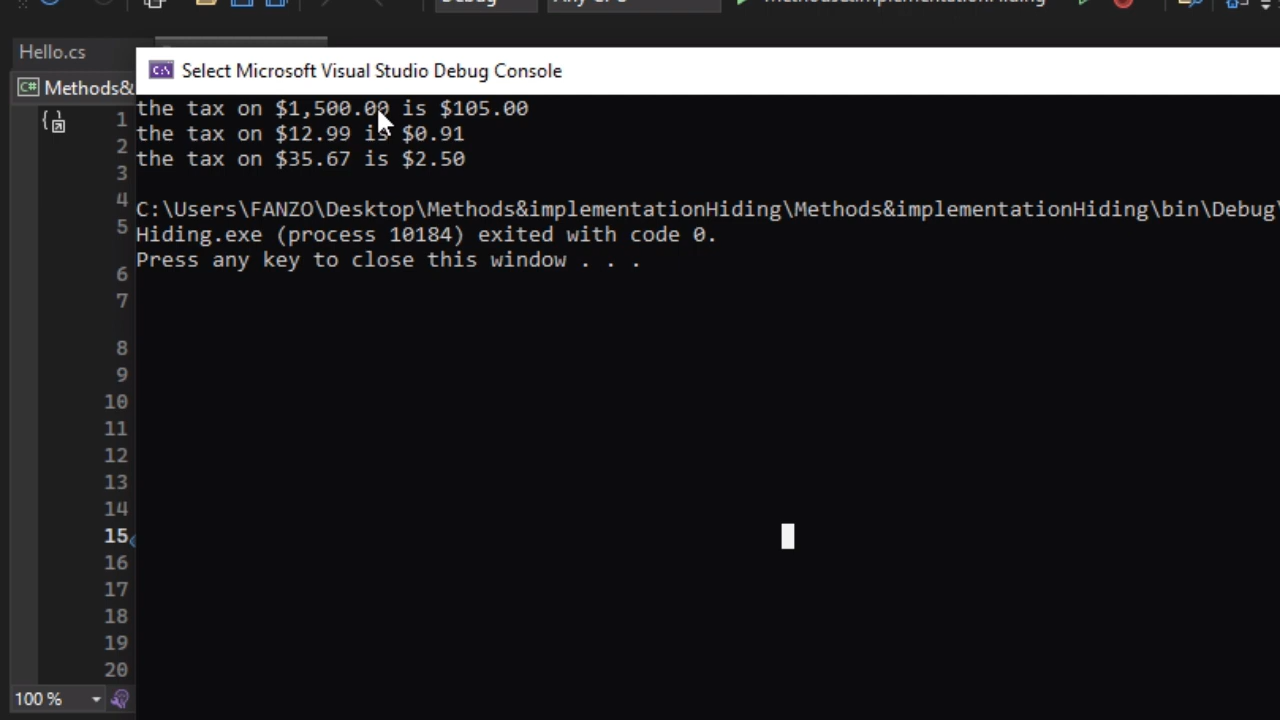 Hello.cs
Select Microsoft Visual Studio Debug Console
C# Methods&
the tax on $1,500.00 is $105.00
the tax on $12.99 is $0.91
the tax on $35.67 is $2.50
C:\Users\FANZO\Desktop\Methods&implementationHiding\Methods&implementationHiding\bin\Debug\
Hiding.exe (process 10184) exited with code 0.
Press any key to close this window . . .
1
2
3
4
5
6
7
8
9
10
11
12
13
14
15
16
17
18
19
20
100 %